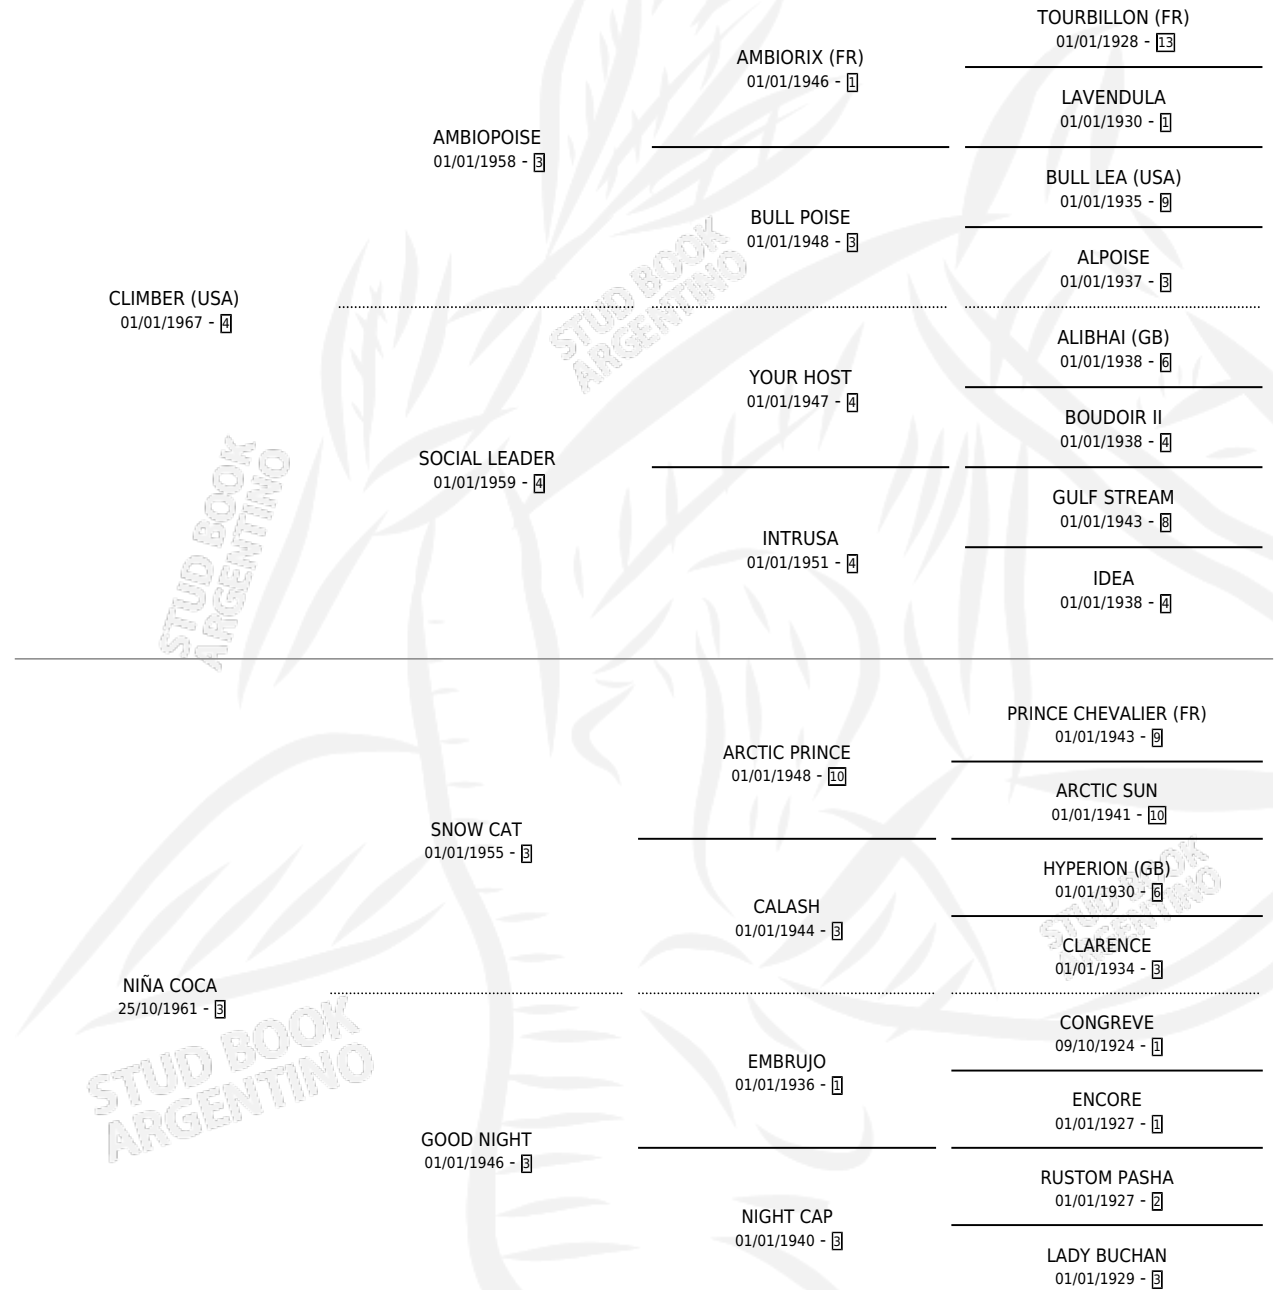 TOURBILLON (FR)
01/01/1928 - 13
AMBIORIX (FR)
01/01/1946 - 1
LAVENDULA
01/01/1930 - 1
AMBIOPOISE
01/01/1958 - 3
BULL LEA (USA)
01/01/1935 - 9
BULL POISE
01/01/1948 - 3
ALPOISE
01/01/1937 - 3
CLIMBER (USA)
01/01/1967 - 4
ALIBHAI (GB)
01/01/1938 - 6
YOUR HOST
01/01/1947 - 4
BOUDOIR II
01/01/1938 - 4
SOCIAL LEADER
01/01/1959 - 4
GULF STREAM
01/01/1943 - 8
INTRUSA
01/01/1951 - 4
IDEA
01/01/1938 - 4
STUD BOOK
ARGENTINO
STUD BOOK
ARGENTINO
PRINCE CHEVALIER (FR)
01/01/1943 - 9
ARCTIC PRINCE
01/01/1948 - 10
ARCTIC SUN
01/01/1941 - 10
SNOW CAT
01/01/1955 - 3
HYPERION (GB)
01/01/1930 - 6
CALASH
01/01/1944 - 3
CLARENCE
01/01/1934 - 3
NIÑA COCA
25/10/1961 - 3
CONGREVE
09/10/1924 - 1
EMBRUJO
01/01/1936 - 1
ENCORE
01/01/1927 - 1
GOOD NIGHT
01/01/1946 - 3
RUSTOM PASHA
01/01/1927 - 2
NIGHT CAP
01/01/1940 - 3
LADY BUCHAN
01/01/1929 - 3
STUD BOOK
ARGENTINO
STUD BOOK
ARGENTINO